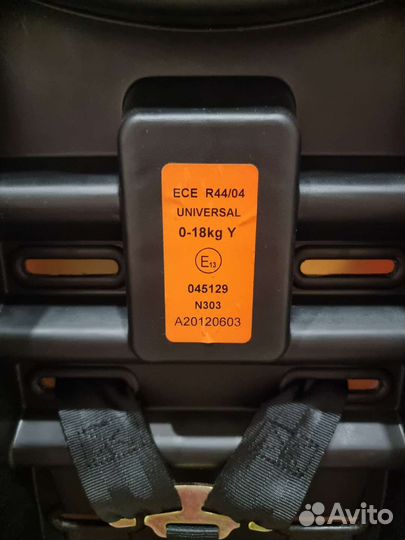 ECE R44/04
UNIVERSAL
0-18kg Y
E13
045129
N303
A20120603
Avito